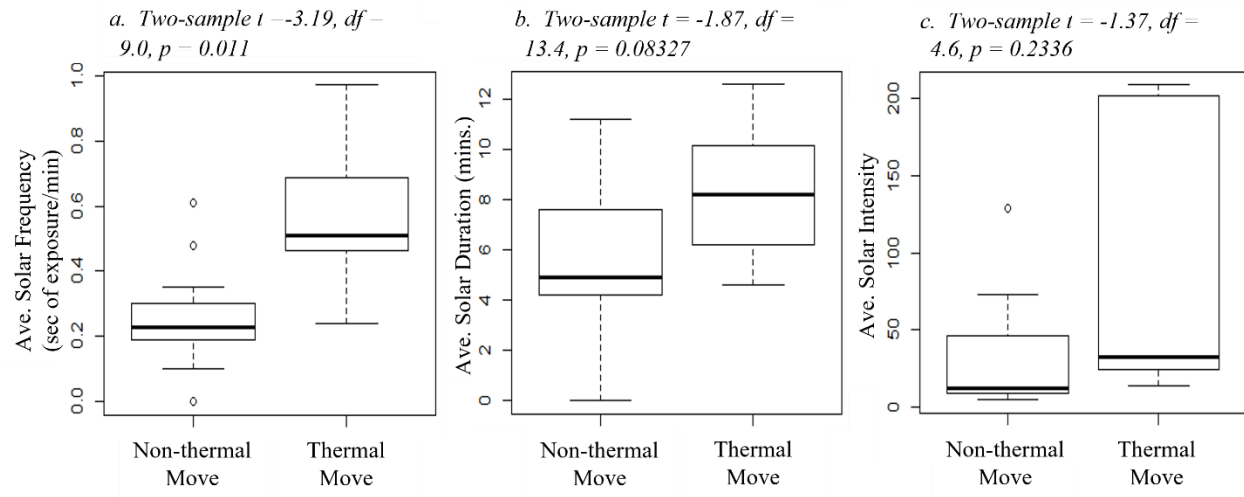 a. Two-sample t –-3.19, df –
9.0, p – 0.011
b. Two-sample t = -1.87, df =
13.4, p = 0.08327
c. Two-sample t = -1.37, df =
4.6, p = 0.2336
Ave. Solar Frequency
(sec of exposure/min)
1.0
0.8
0.6
0.4
0.2
0.0
Non-thermal
Move
Thermal
Move
Ave. Solar Duration (mins.)
12
10
8
6
4
2
0
Non-thermal
Move
Thermal
Move
Ave. Solar Intensity
200
150
100
50
0
Non-thermal
Move
Thermal
Move